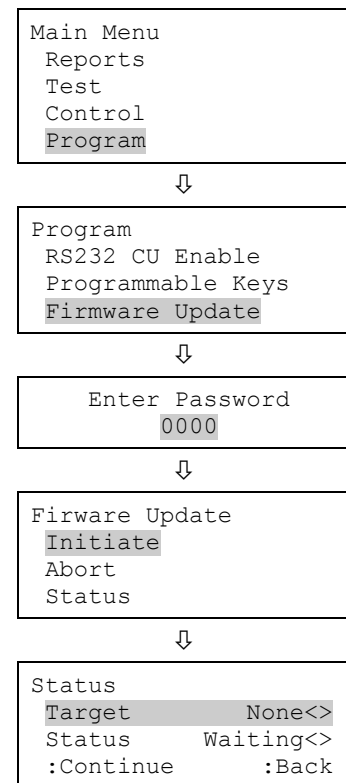 Main Menu
Reports
Test
Control
Program
⇩
Program
RS232 CU Enable
Programmable Keys
Firmware Update
⇩
Enter Password
0000
⇩
Firware Update
Initiate
Abort
Status
⇩
Status
Target None<>
Status Waiting<>
:Continue :Back